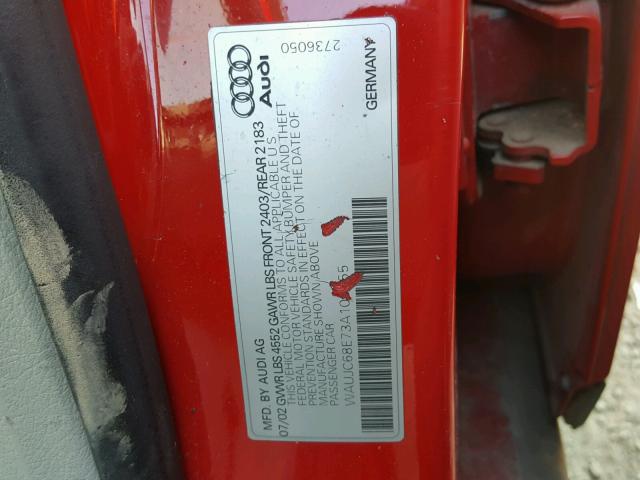 Audi
2736050
MFD. BY AUDI AG
GERMANY
07/02 GVWR LBS 4552 GAWR LBS FRONT 2403/REAR 2183
THIS VEHICLE CONFORMS TO ALL APPLICABLE U.S.
FEDERAL MOTOR VEHICLE SAFETY, BUMPER AND THEFT
PREVENTION STANDARDS IN EFFECT ON THE DATE OF
MANUFACTURE SHOWN ABOVE
PASSENGER CAR